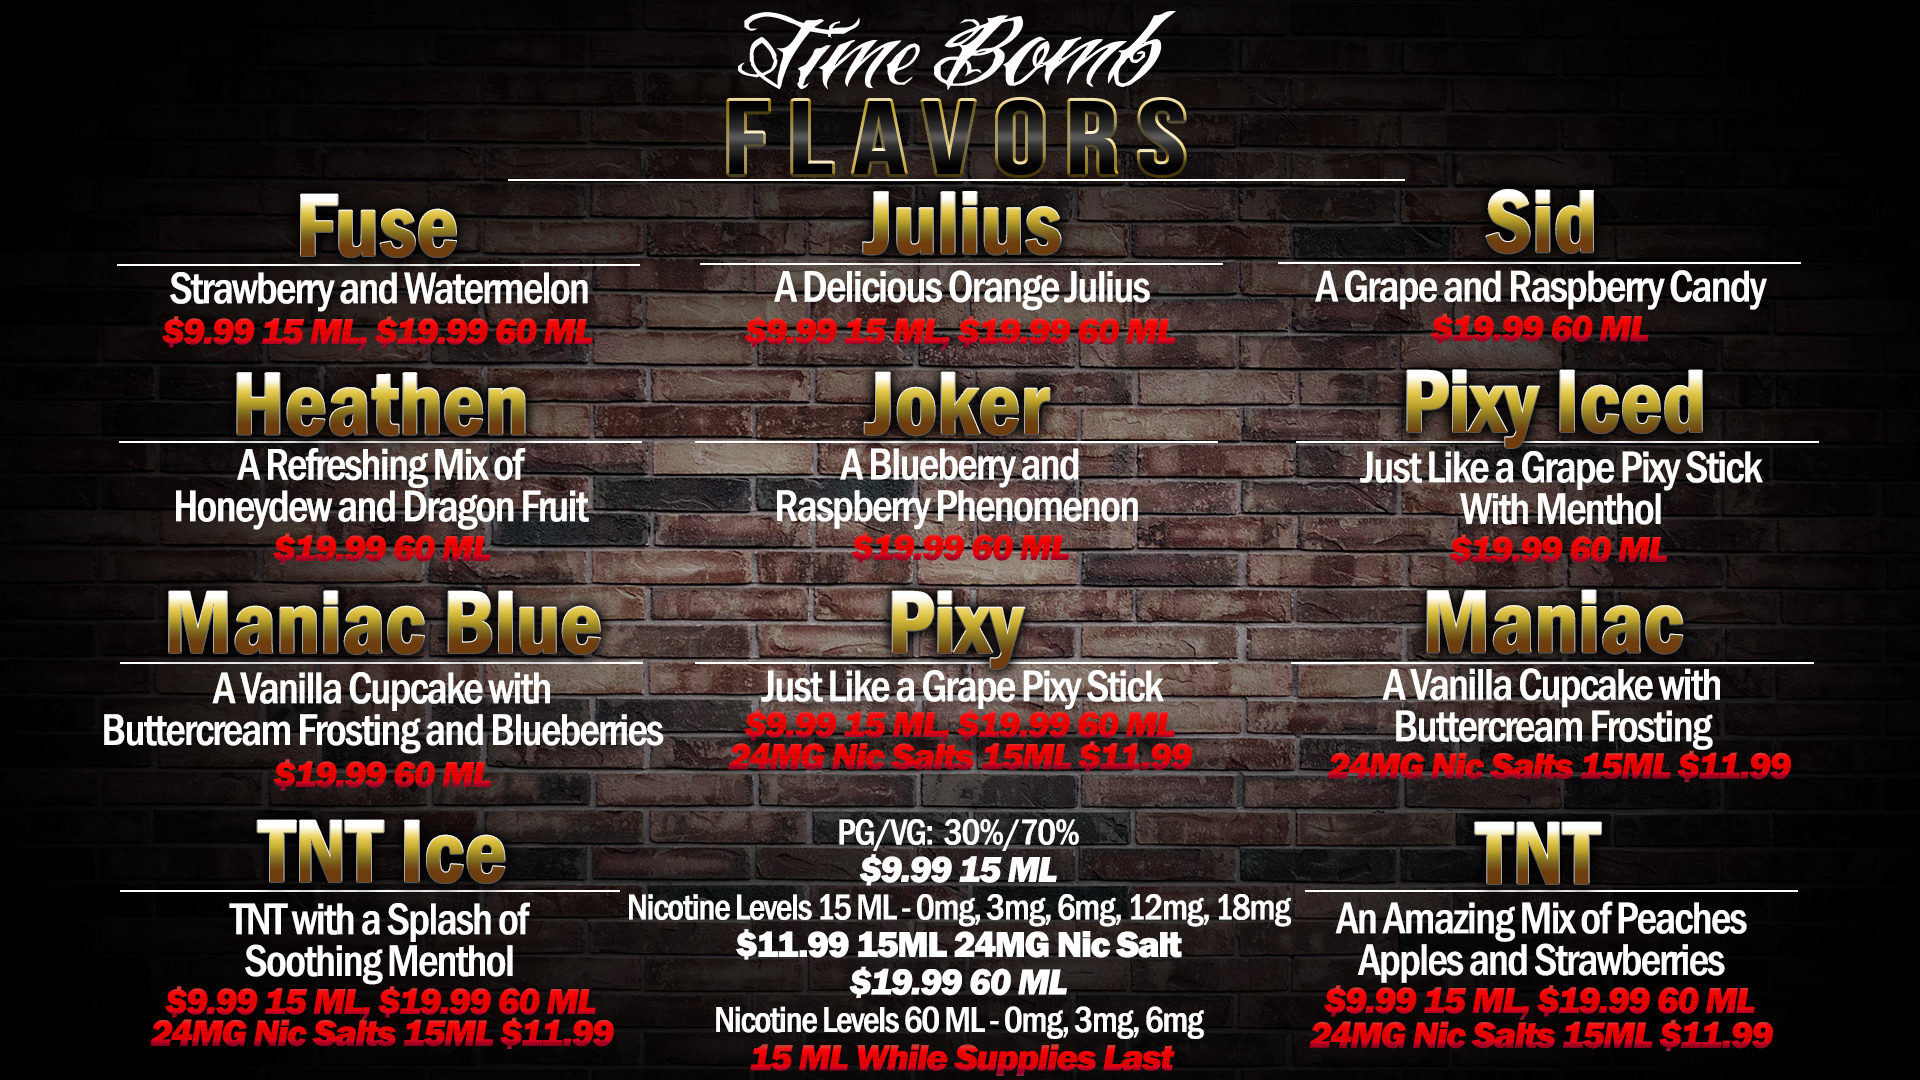 Time Bomb
FLAVORS
Fuse
Strawberry and Watermelon
$9.99 15 ML, $19.99 60 ML
Julius
A Delicious Orange Julius
$9.99 15 ML, $19.99 60 ML
Sid
A Grape and Raspberry Candy
$19.99 60 ML
Heathen
A Refreshing Mix of
Honeydew and Dragon Fruit
$19.99 60 ML
Joker
A Blueberry and
Raspberry Phenomenon
$19.99 60 ML
Pixy Iced
Just Like a Grape Pixy Stick
With Menthol
$19.99 60 ML
Maniac Blue
A Vanilla Cupcake with
Buttercream Frosting and Blueberries
$19.99 60 ML
Pixy
Just Like a Grape Pixy Stick
$9.99 15 ML, $19.99 60 ML
24MG Nic Salts 15ML $11.99
Maniac
A Vanilla Cupcake with
Buttercream Frosting
24MG Nic Salts 15ML $11.99
TNT Ice
TNT with a Splash of
Soothing Menthol
$9.99 15 ML, $19.99 60 ML
24MG Nic Salts 15ML $11.99
PG/VG: 30%/70%
$9.99 15 ML
Nicotine Levels 15 ML - 0mg, 3mg, 6mg, 12mg, 18mg
$11.99 15ML 24MG Nic Salt
$19.99 60 ML
Nicotine Levels 60 ML - 0mg, 3mg, 6mg
15 ML While Supplies Last
TNT
An Amazing Mix of Peaches
Apples and Strawberries
$9.99 15 ML, $19.99 60 ML
24MG Nic Salts 15ML $11.99